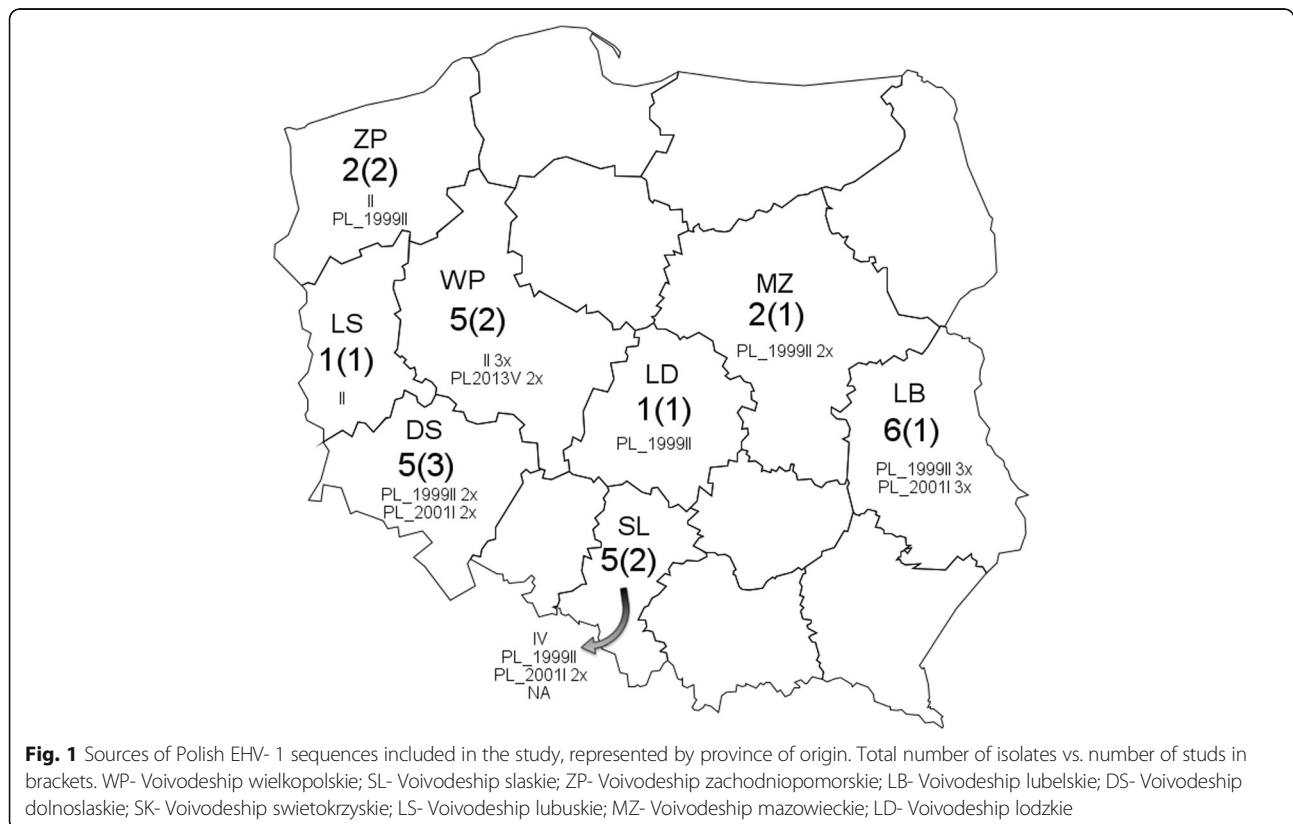 ZP
2(2)
II
PL_1999II
WP
5(2)
II 3x
PL2013V 2x
MZ
2(1)
PL_1999II 2x
LS
1(1)
II
LD
1(1)
PL_1999II
LB
6(1)
PL_1999II 3x
PL_2001I 3x
DS
5(3)
PL_1999II 2x
PL_2001I 2x
SL
5(2)
IV
PL_1999II
PL_2001I 2x
NA
Fig. 1 Sources of Polish EHV- 1 sequences included in the study, represented by province of origin. Total number of isolates vs. number of studs in
brackets. WP- Voivodeship wielkopolskie; SL- Voivodeship slaskie; ZP- Voivodeship zachodniopomorskie; LB- Voivodeship lubelskie; DS- Voivodeship
dolnoslaskie; SK- Voivodeship swietokrzyskie; LS- Voivodeship lubuskie; MZ- Voivodeship mazowieckie; LD- Voivodeship lodzkie